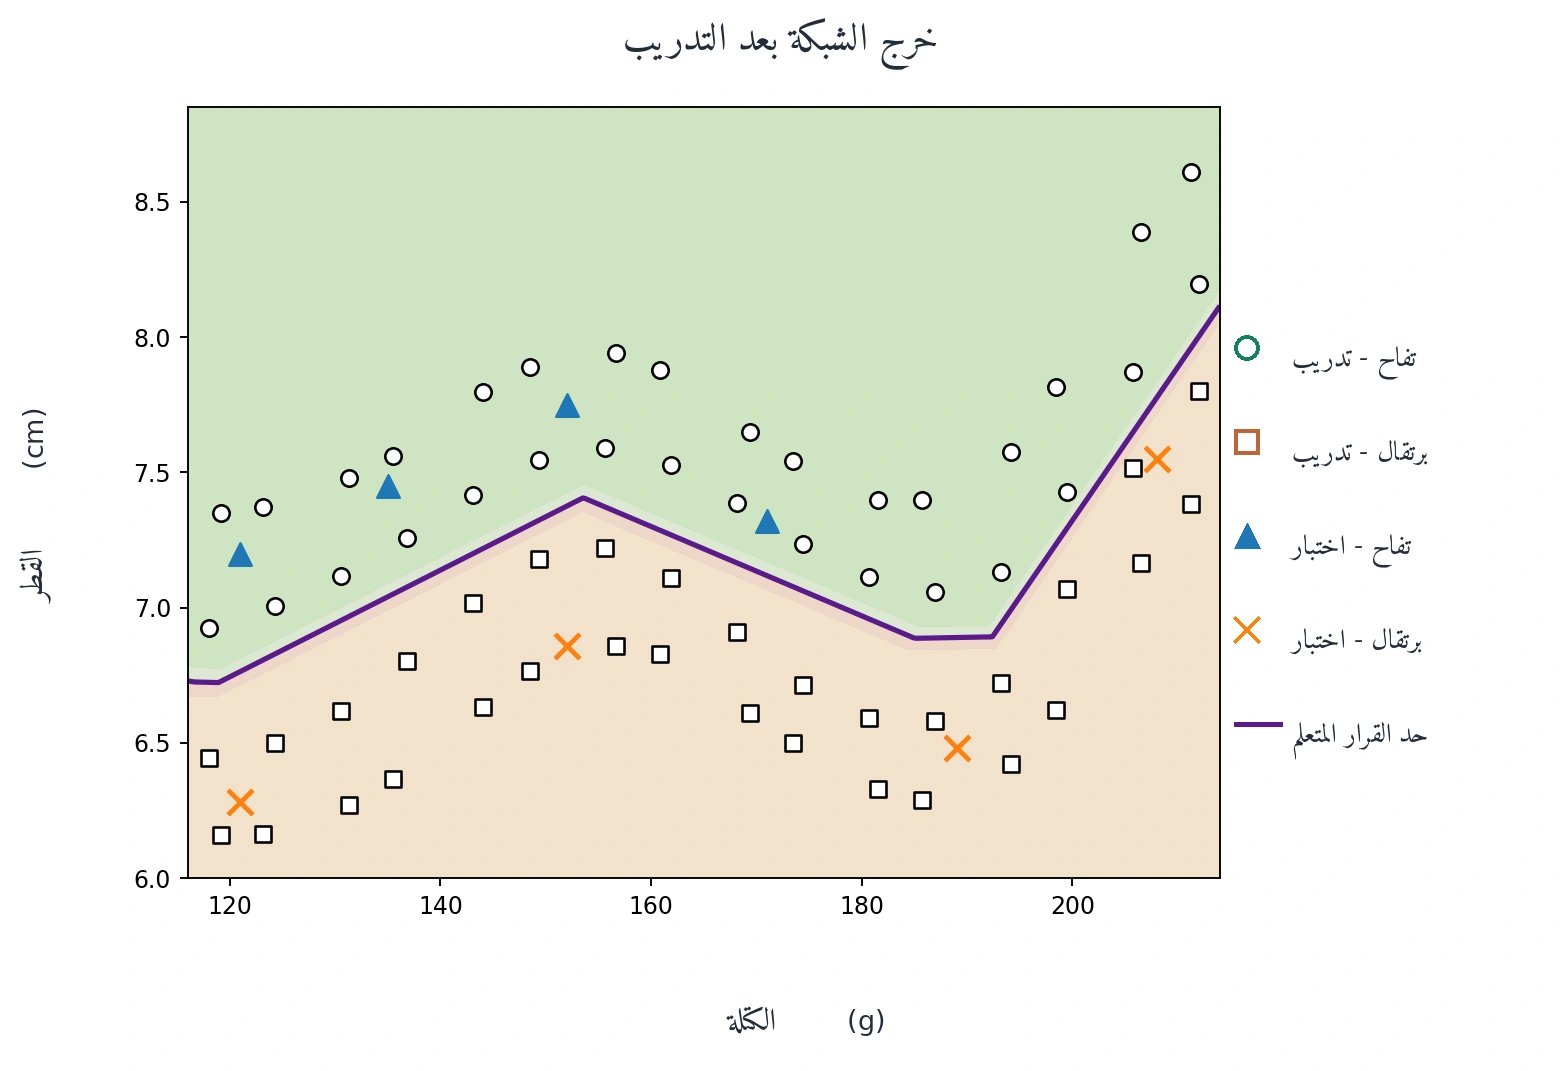 خرج الشبكة بعد التدريب
8.5
8.0
7.5
7.0
6.5
6.0
القطر (cm)
120 140 160 180 200
الكتلة (g)
تفاح - تدريب
برتقال - تدريب
تفاح - اختبار
برتقال - اختبار
حد القرار المتعلم